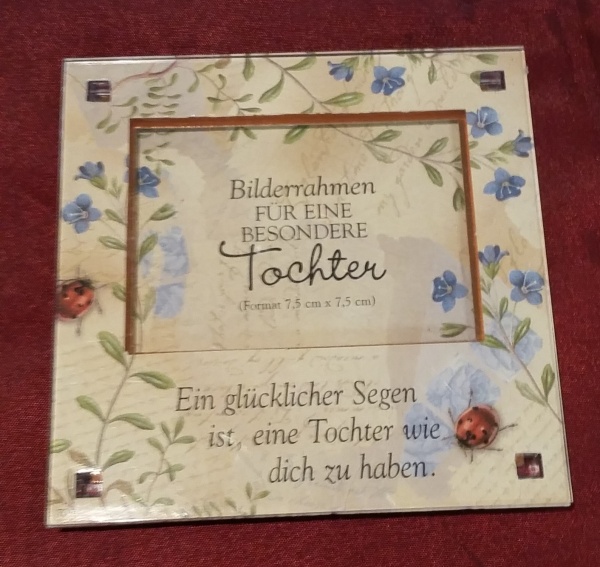 Bilderrahmen
FÜR EINE
BESONDERE
Tochter
(Format 7,5 cm x 7,5 cm)
Ein glücklicher Segen
ist, eine Tochter wie
dich zu haben.